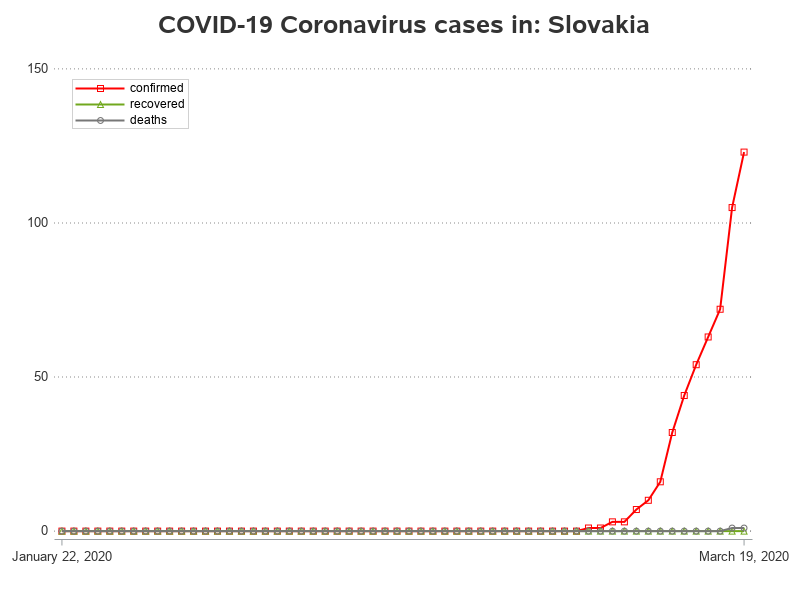 COVID-19 Coronavirus cases in: Slovakia
150
confirmed
recovered
deaths
100
50
0
January 22, 2020
March 19, 2020